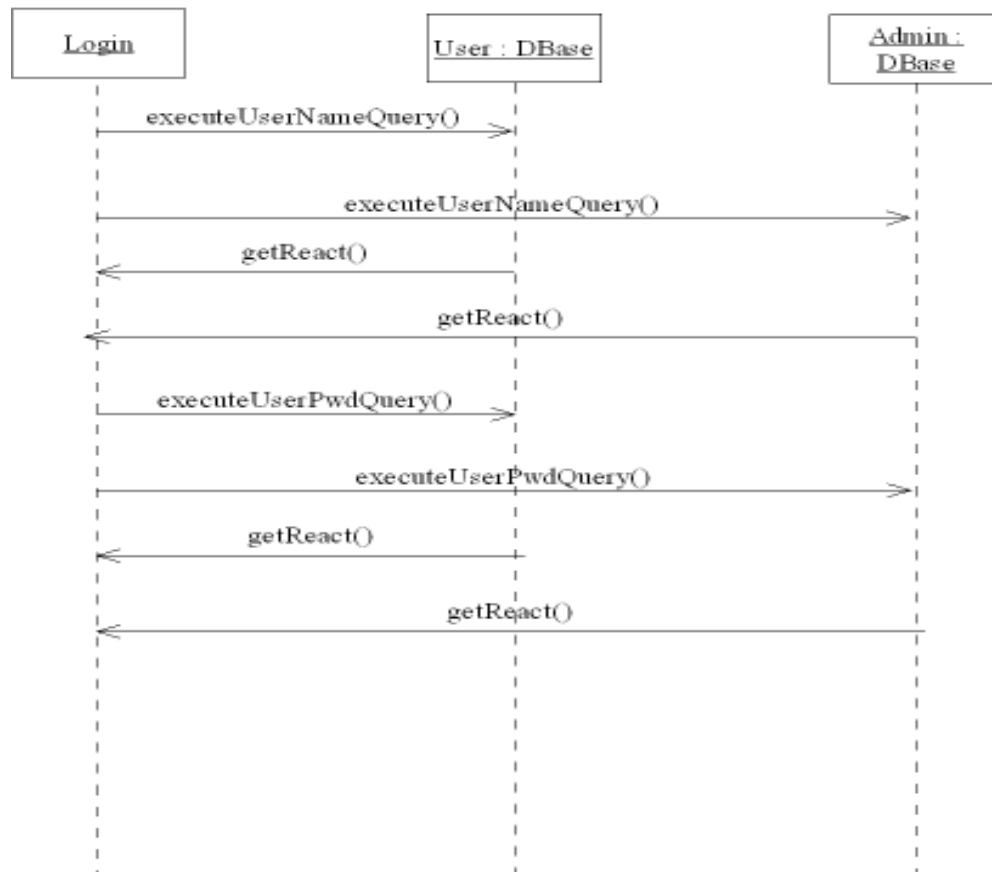 Login
User : DBase
Admin :
DBase
executeUserNameQuery()
executeUserNameQuery()
getReact()
getReact()
executeUserPwdQuery()
executeUserPwdQuery()
getReact()
getReact()